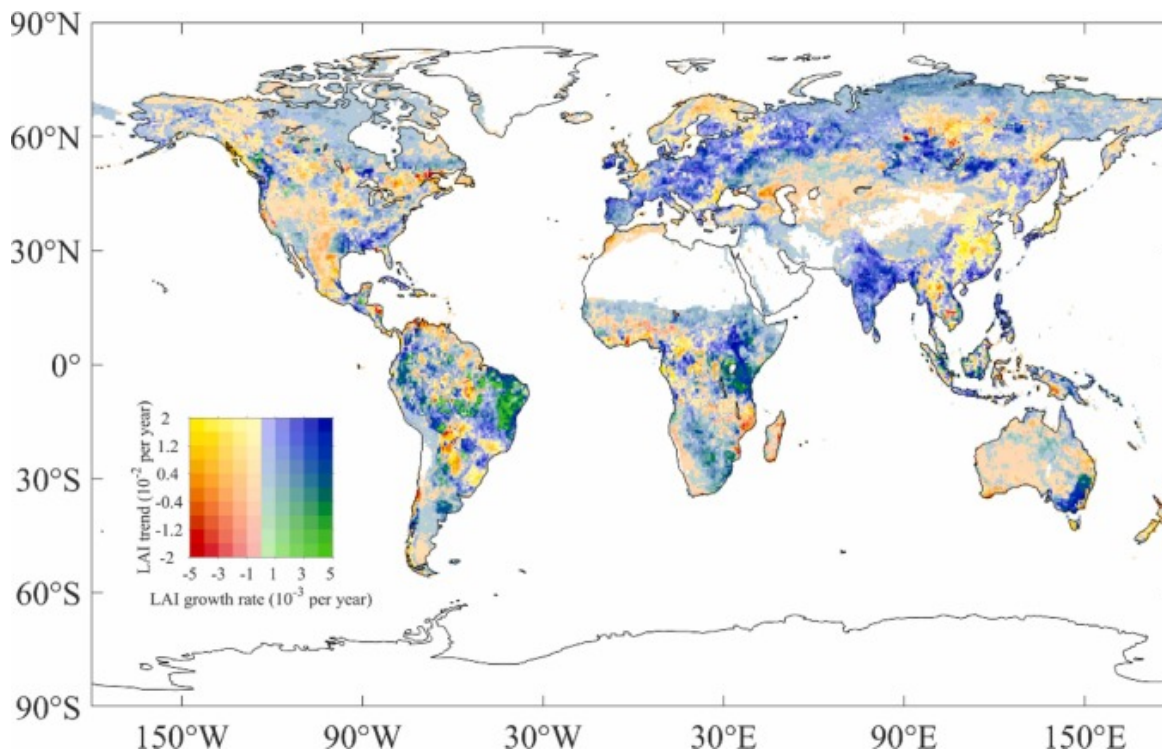 90°N
60°N
30°N
0°
30°S
60°S
90°S
150°W 90°W 30°W 30°E 90°E 150°E
LAI trend (10⁻² per year)
2
1.2
0.4
-0.4
-1.2
-2
-5 -3 -1 1 3 5
LAI growth rate (10⁻³ per year)